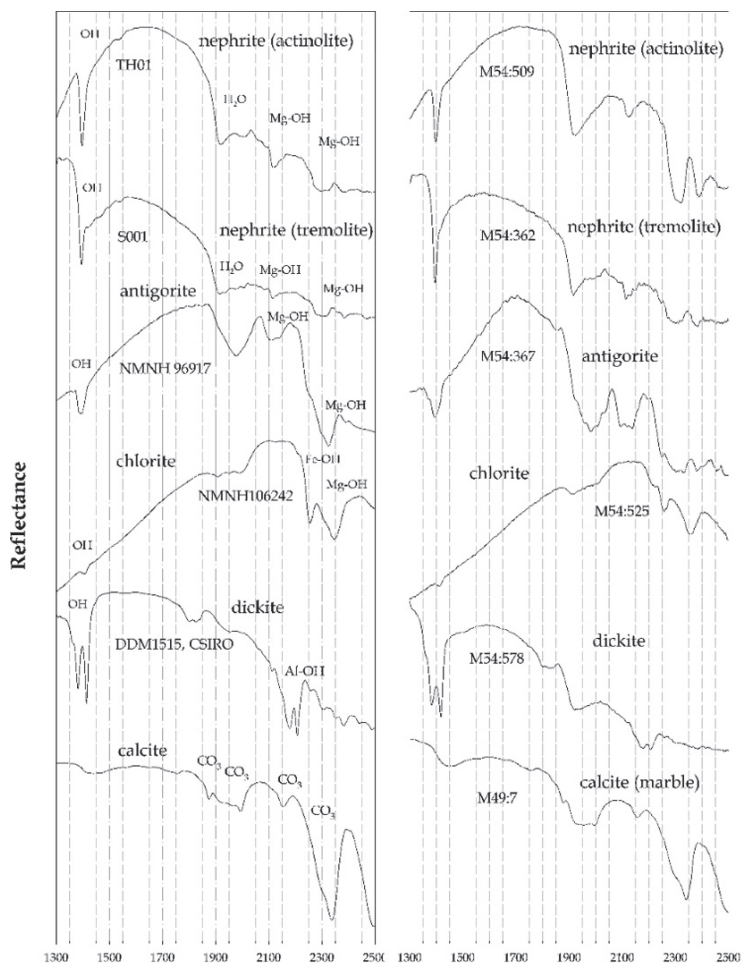 Reflectance
OH
nephrite (actinolite)
TH01
H2O
Mg-OH
Mg-OH
OH
S001
nephrite (tremolite)
H2O
Mg-OH
Mg-OH
antigorite
Mg-OH
OH
NMNH 96917
Mg-OH
chlorite
Fe-OH
NMNH106242
Mg-OH
OH
OH
dickite
DDM1515, CSIRO
Al-OH
calcite
CO3
CO3
CO3
CO3
1300 1500 1700 1900 2100 2300 2500
nephrite (actinolite)
M54:509
nephrite (tremolite)
M54:362
M54:367
antigorite
chlorite
M54:525
dickite
M54:578
calcite (marble)
M49:7
1300 1500 1700 1900 2100 2300 2500